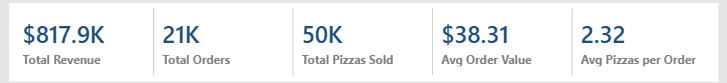 $817.9K 21K 50K $38.31 2.32
Total Revenue Total Orders Total Pizzas Sold Avg Order Value Avg Pizzas per Order